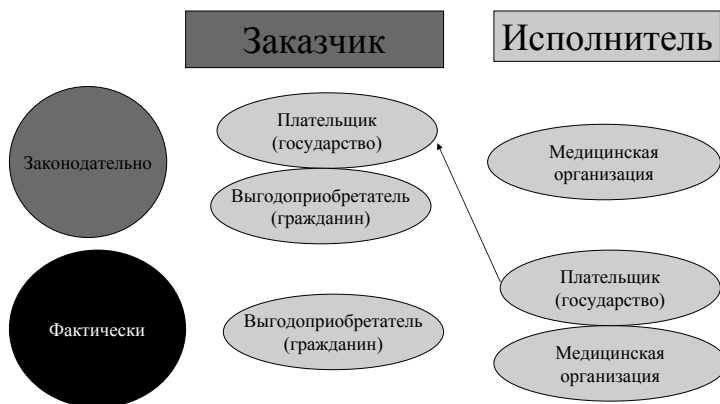 Заказчик
Исполнитель
Законодательно
Плательщик
(государство)
Выгодоприобретатель
(гражданин)
Медицинская
организация
Фактически
Выгодоприобретатель
(гражданин)
Плательщик
(государство)
Медицинская
организация